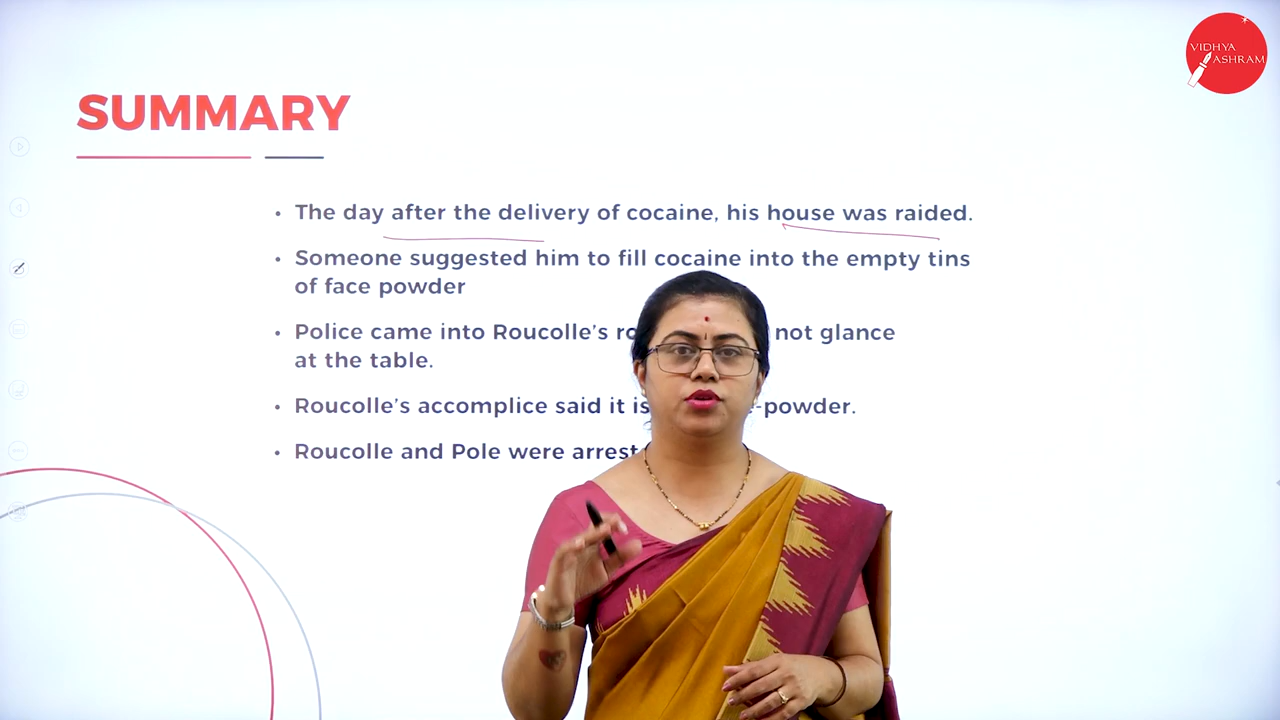 VIDHYA
ASHRAM
SUMMARY
• The day after the delivery of cocaine, his house was raided.
• Someone suggested him to fill cocaine into the empty tins
of face powder
• Police came into Roucolle's not glance
at the table.
• Roucolle's accomplice said it is -powder.
• Roucolle and Pole were